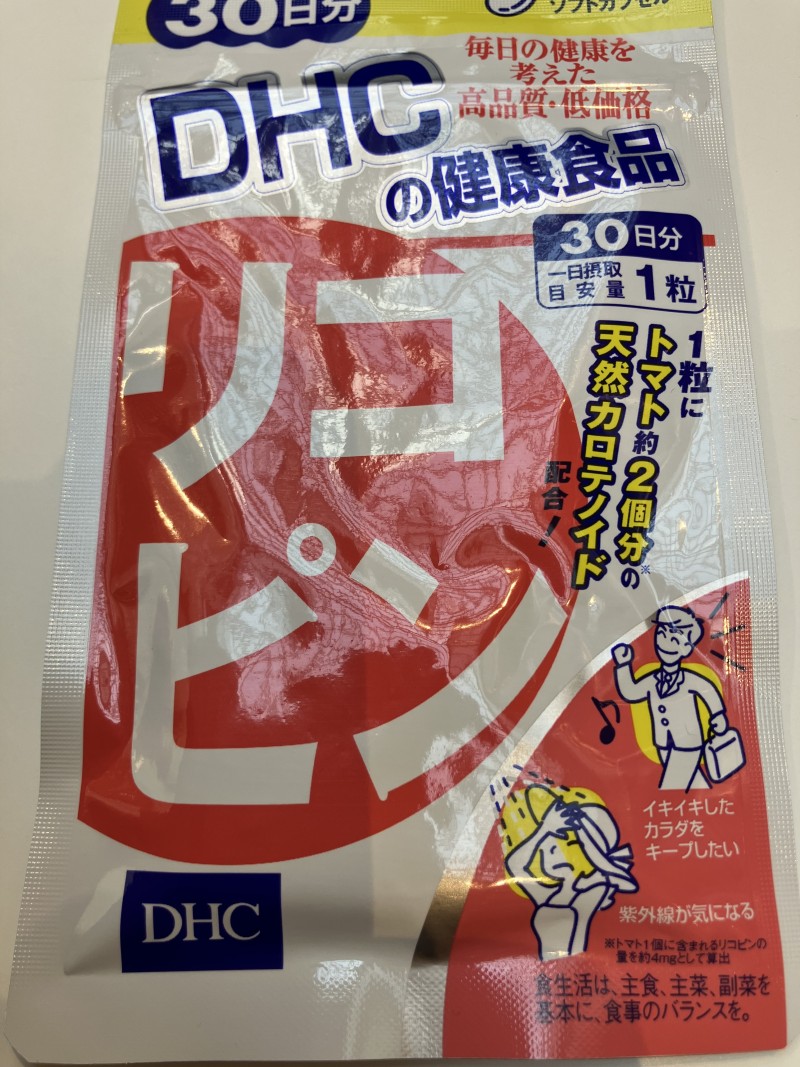 30日分
ソフトカプセル
毎日の健康を
考えた
高品質・低価格
DHC
の健康食品
30日分
一日摂取
目安量
1粒
リコ
ピン
1粒に
トマト約2個分※の
天然カロテノイド
配合!
イキイキした
カラダを
キープしたい
紫外線が気になる
※トマト1個に含まれるリコピンの
量を約4mgとして算出
DHC
食生活は、主食、主菜、副菜を
基本に、食事のバランスを。